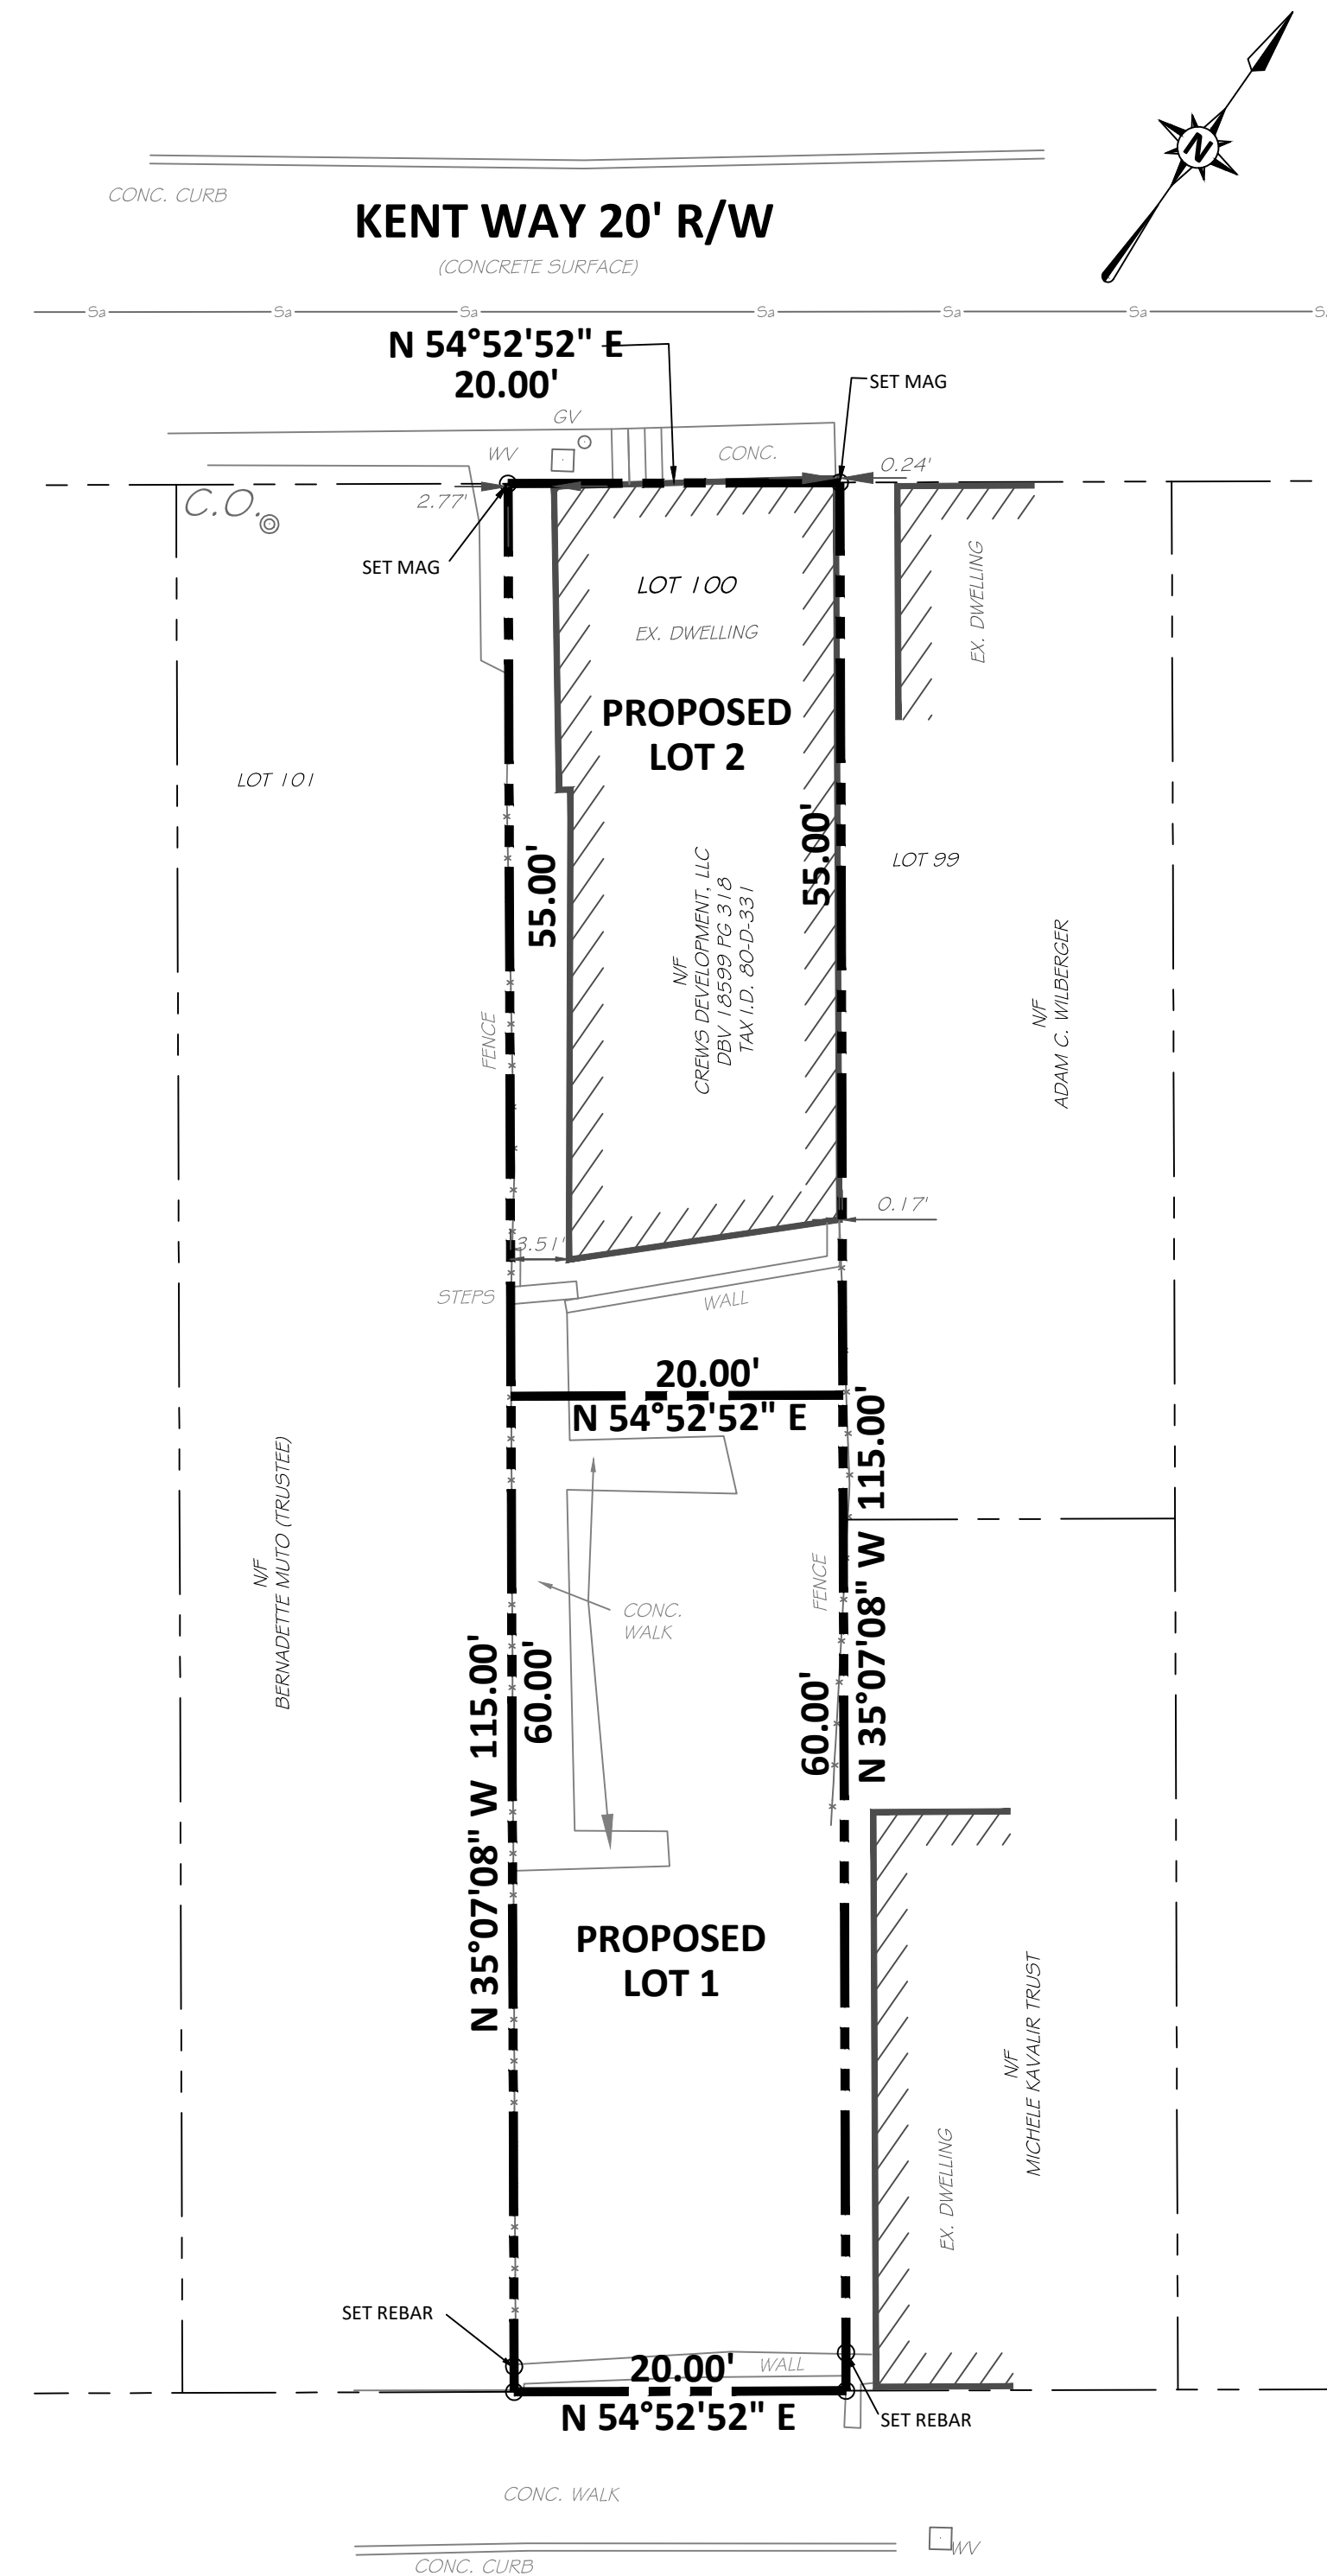 N
CONC. CURB
KENT WAY 20' R/W
(CONCRETE SURFACE)
Sa Sa Sa Sa Sa Sa S
N 54°52'52" E
20.00'
SET MAG
GV
WV
CONC.
0.24'
C.O.
2.77'
SET MAG
LOT 100
EX. DWELLING
EX. DWELLING
PROPOSED
LOT 2
LOT 101
55.00'
55.00'
LOT 99
N/F
CREWS DEVELOPMENT, LLC
DBV 18599 PG 318
TAX I.D. 80-D-331
N/F
ADAM C. WILBERGER
FENCE
0.17'
3.51'
STEPS
WALL
20.00'
N 54°52'52" E
N 35°07'08" W 115.00'
N/F
BERNADETTE MUTO (TRUSTEE)
FENCE
CONC.
WALK
60.00'
60.00'
N 35°07'08" W 115.00'
PROPOSED
LOT 1
N/F
MICHELE KAVALIR TRUST
EX. DWELLING
SET REBAR
WALL
20.00'
N 54°52'52" E
SET REBAR
CONC. WALK
WV
CONC. CURB